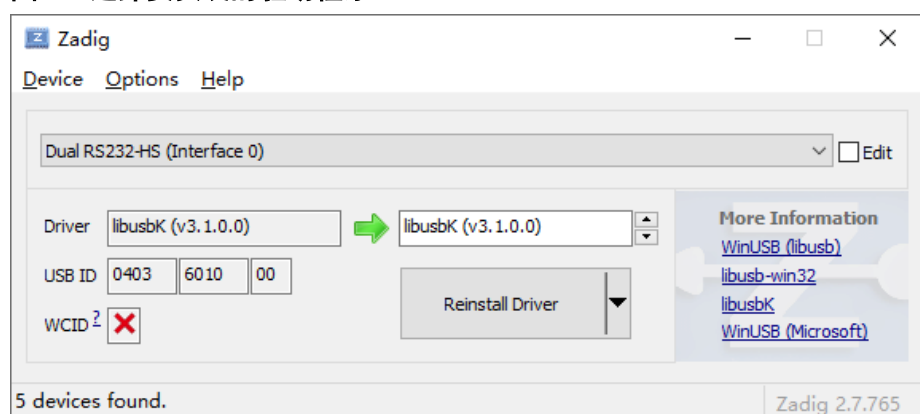 Zadig
Device Options Help
Dual RS232-HS (Interface 0)
Edit
Driver libusbK (v3.1.0.0) libusbK (v3.1.0.0)
USB ID 0403 6010 00
WCID ?
Reinstall Driver
More Information
WinUSB (libusb)
libusb-win32
libusbK
WinUSB (Microsoft)
5 devices found.
Zadig 2.7.765